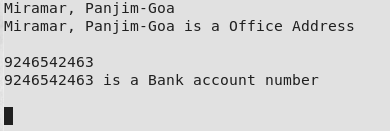 Miramar, Panjim-Goa
Miramar, Panjim-Goa is a Office Address
9246542463
9246542463 is a Bank account number